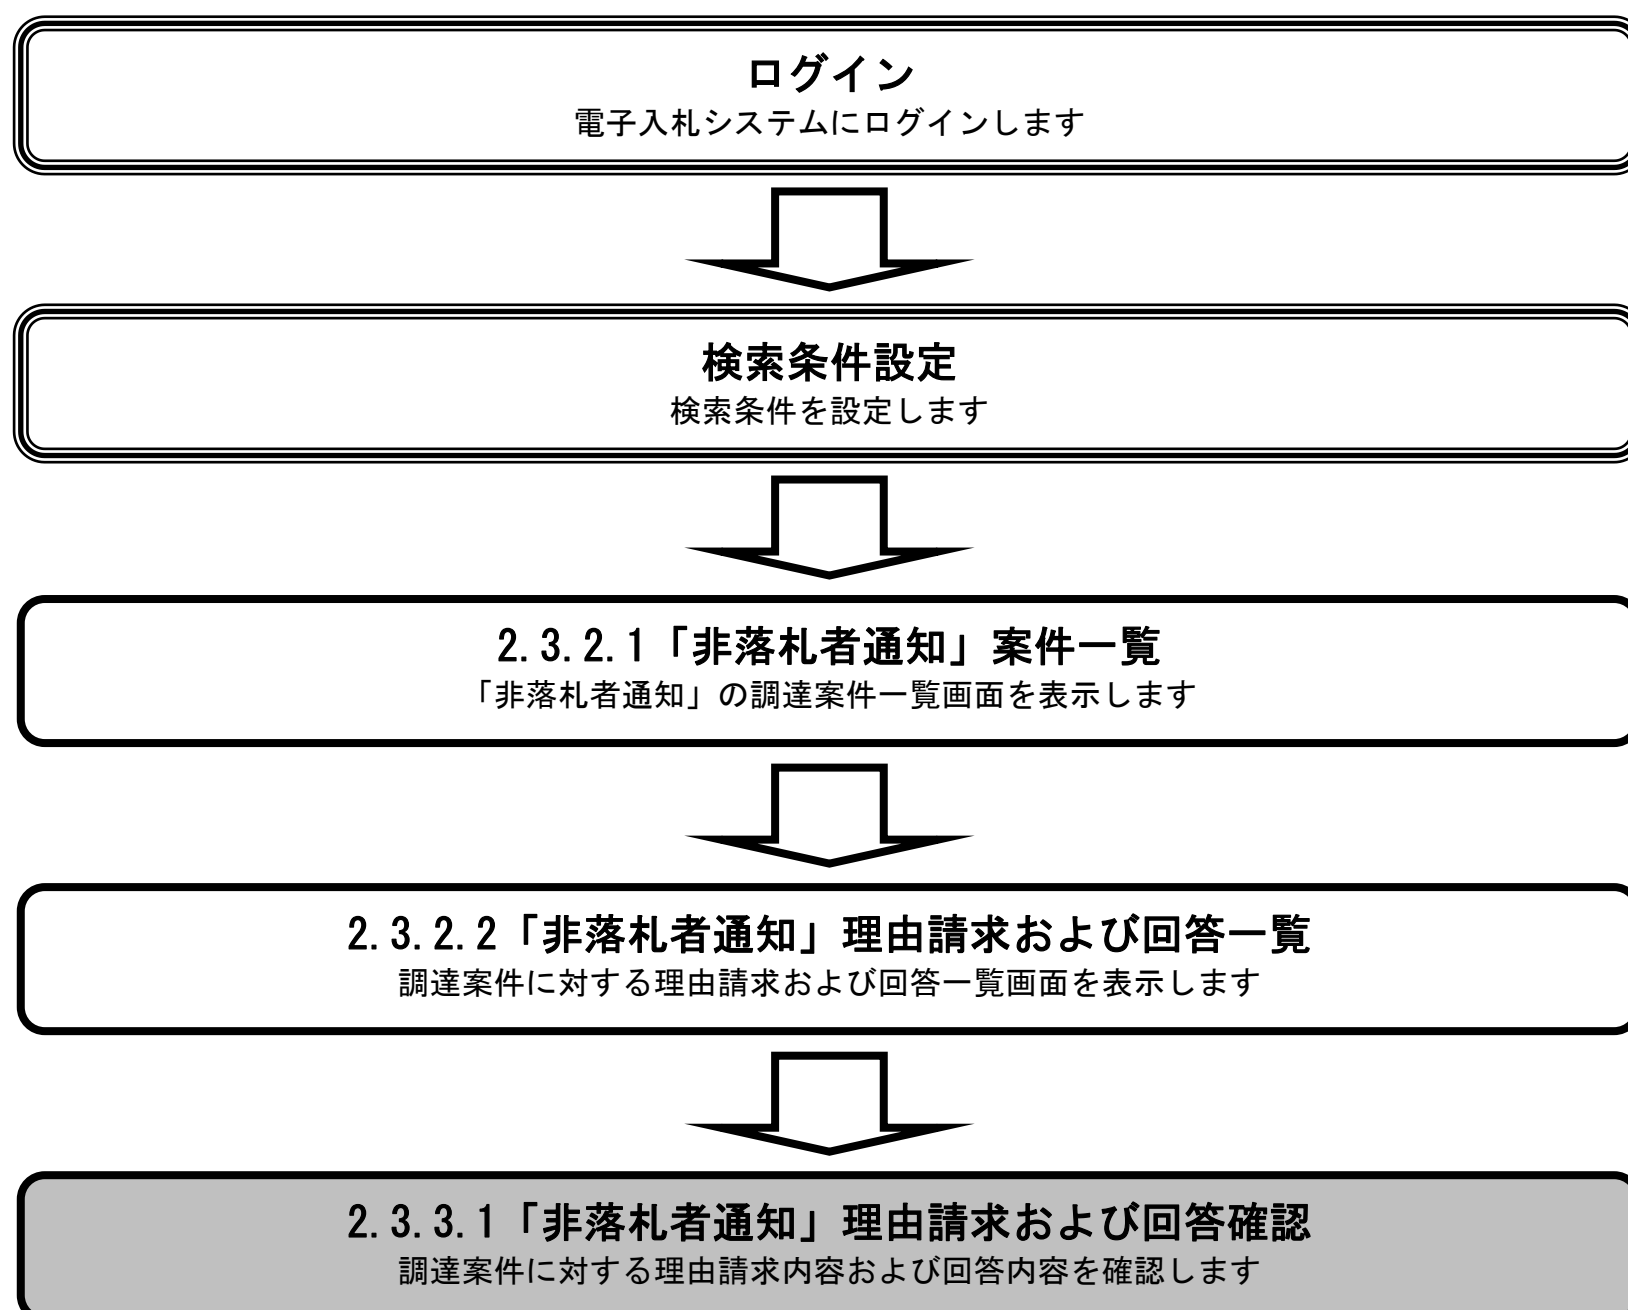 ログイン
電子入札システムにログインします
検索条件設定
検索条件を設定します
2.3.2.1「非落札者通知」案件一覧
「非落札者通知」の調達案件一覧画面を表示します
2.3.2.2「非落札者通知」理由請求および回答一覧
調達案件に対する理由請求および回答一覧画面を表示します
2.3.3.1「非落札者通知」理由請求および回答確認
調達案件に対する理由請求内容および回答内容を確認します